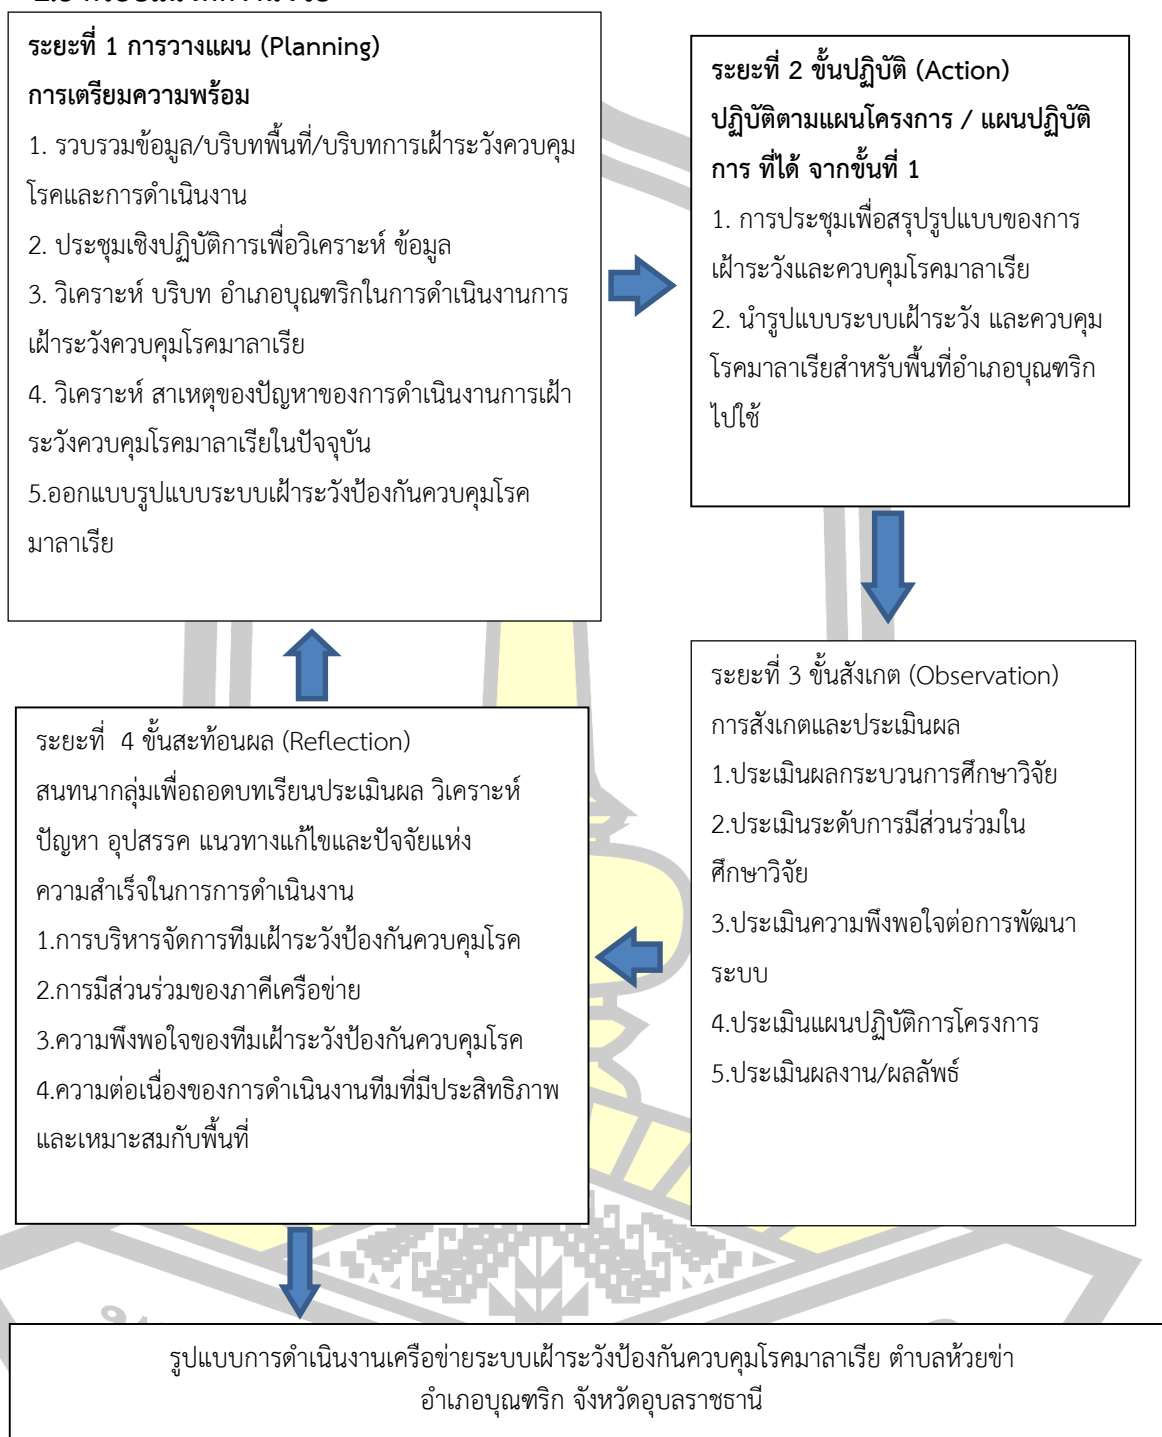 ระยะที่ 1 การวางแผน (Planning)
การเตรียมความพร้อม
1. รวบรวมข้อมูล/บริบทพื้นที่/บริบทการเฝ้าระวังควบคุม
โรคและการดำเนินงาน
2. ประชุมเชิงปฏิบัติการเพื่อวิเคราะห์ ข้อมูล
3. วิเคราะห์ บริบท อำเภอบุณฑริกในการดำเนินงานการ
เฝ้าระวังควบคุมโรคมาลาเรีย
4. วิเคราะห์ สาเหตุของปัญหาของการดำเนินงานการเฝ้า
ระวังควบคุมโรคมาลาเรียในปัจจุบัน
5.ออกแบบรูปแบบระบบเฝ้าระวังป้องกันควบคุมโรค
มาลาเรีย
ระยะที่ 2 ขั้นปฏิบัติ (Action)
ปฏิบัติตามแผนโครงการ / แผนปฏิบัติ
การ ที่ได้ จากขั้นที่ 1
1. การประชุมเพื่อสรุปรูปแบบของการ
เฝ้าระวังและควบคุมโรคมาลาเรีย
2. นำรูปแบบระบบเฝ้าระวัง และควบคุม
โรคมาลาเรียสำหรับพื้นที่อำเภอบุณฑริก
ไปใช้
ระยะที่ 3 ขั้นสังเกต (Observation)
การสังเกตและประเมินผล
1.ประเมินผลกระบวนการศึกษาวิจัย
2.ประเมินระดับการมีส่วนร่วมใน
ศึกษาวิจัย
3.ประเมินความพึงพอใจต่อการพัฒนา
ระบบ
4.ประเมินแผนปฏิบัติการโครงการ
5.ประเมินผลงาน/ผลลัพธ์
ระยะที่  4 ขั้นสะท้อนผล (Reflection)
สนทนากลุ่มเพื่อถอดบทเรียนประเมินผล วิเคราะห์
ปัญหา อุปสรรค แนวทางแก้ไขและปัจจัยแห่ง
ความสำเร็จในการการดำเนินงาน
1.การบริหารจัดการทีมเฝ้าระวังป้องกันควบคุมโรค
2.การมีส่วนร่วมของภาคีเครือข่าย
3.ความพึงพอใจของทีมเฝ้าระวังป้องกันควบคุมโรค
4.ความต่อเนื่องของการดำเนินงานทีมที่มีประสิทธิภาพ
และเหมาะสมกับพื้นที่
รูปแบบการดำเนินงานเครือข่ายระบบเฝ้าระวังป้องกันควบคุมโรคมาลาเรีย ตำบลห้วยข่า
อำเภอบุณฑริก จังหวัดอุบลราชธานี